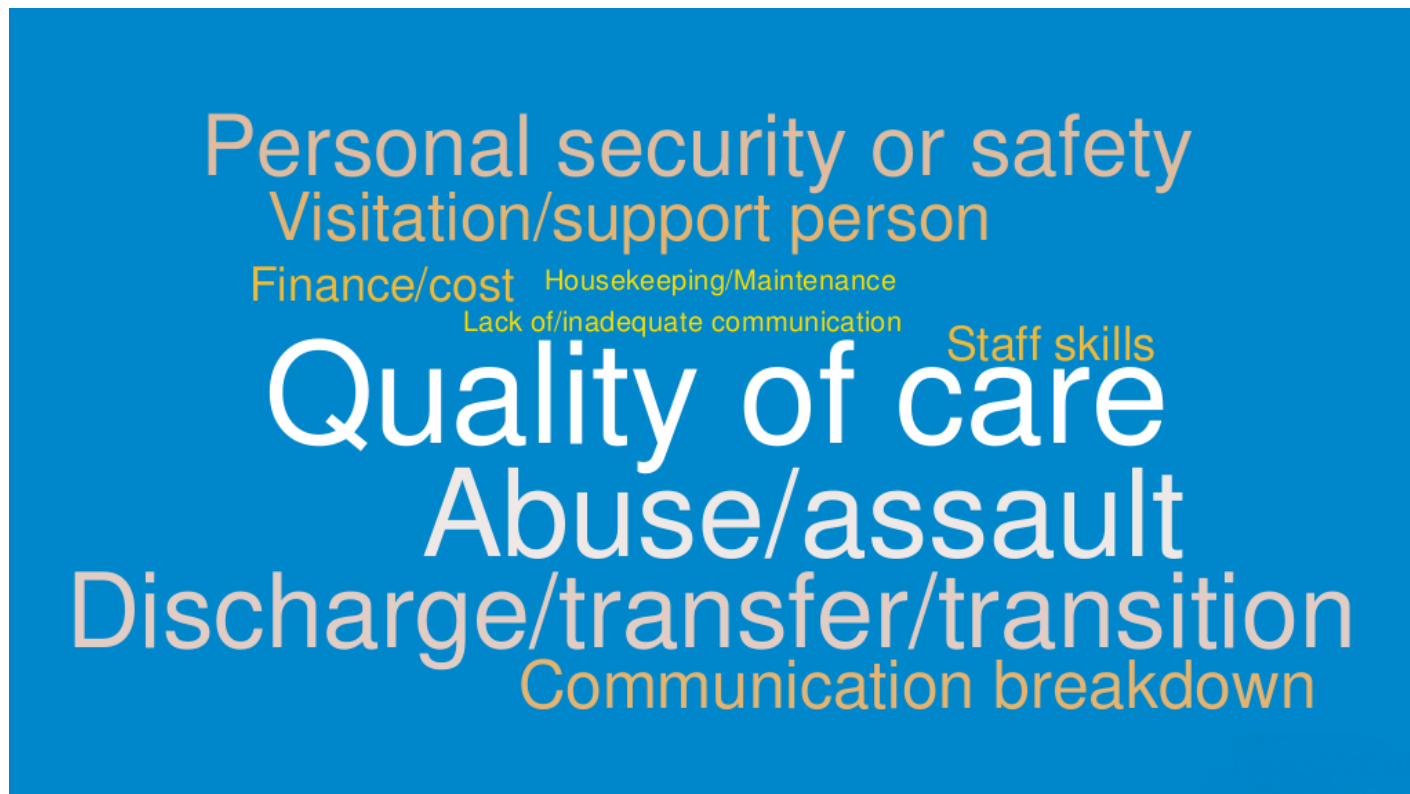 Personal security or safety
Visitation/support person
Finance/cost
Housekeeping/Maintenance
Lack of/inadequate communication
Staff skills
Quality of care
Abuse/assault
Discharge/transfer/transition
Communication breakdown